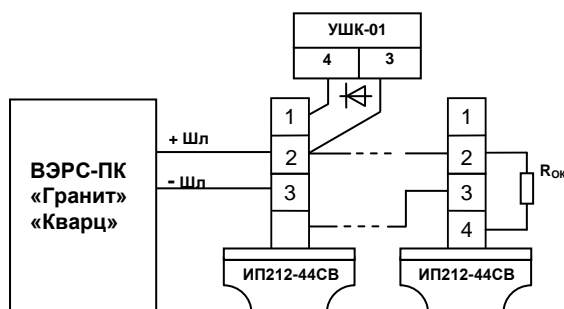 УШК-01
4 3
1 1
+ Шл
2 2
ВЭРС-ПК
«Гранит»
«Кварц»
- Шл
3 3
Rок
4
ИП212-44СВ ИП212-44СВ